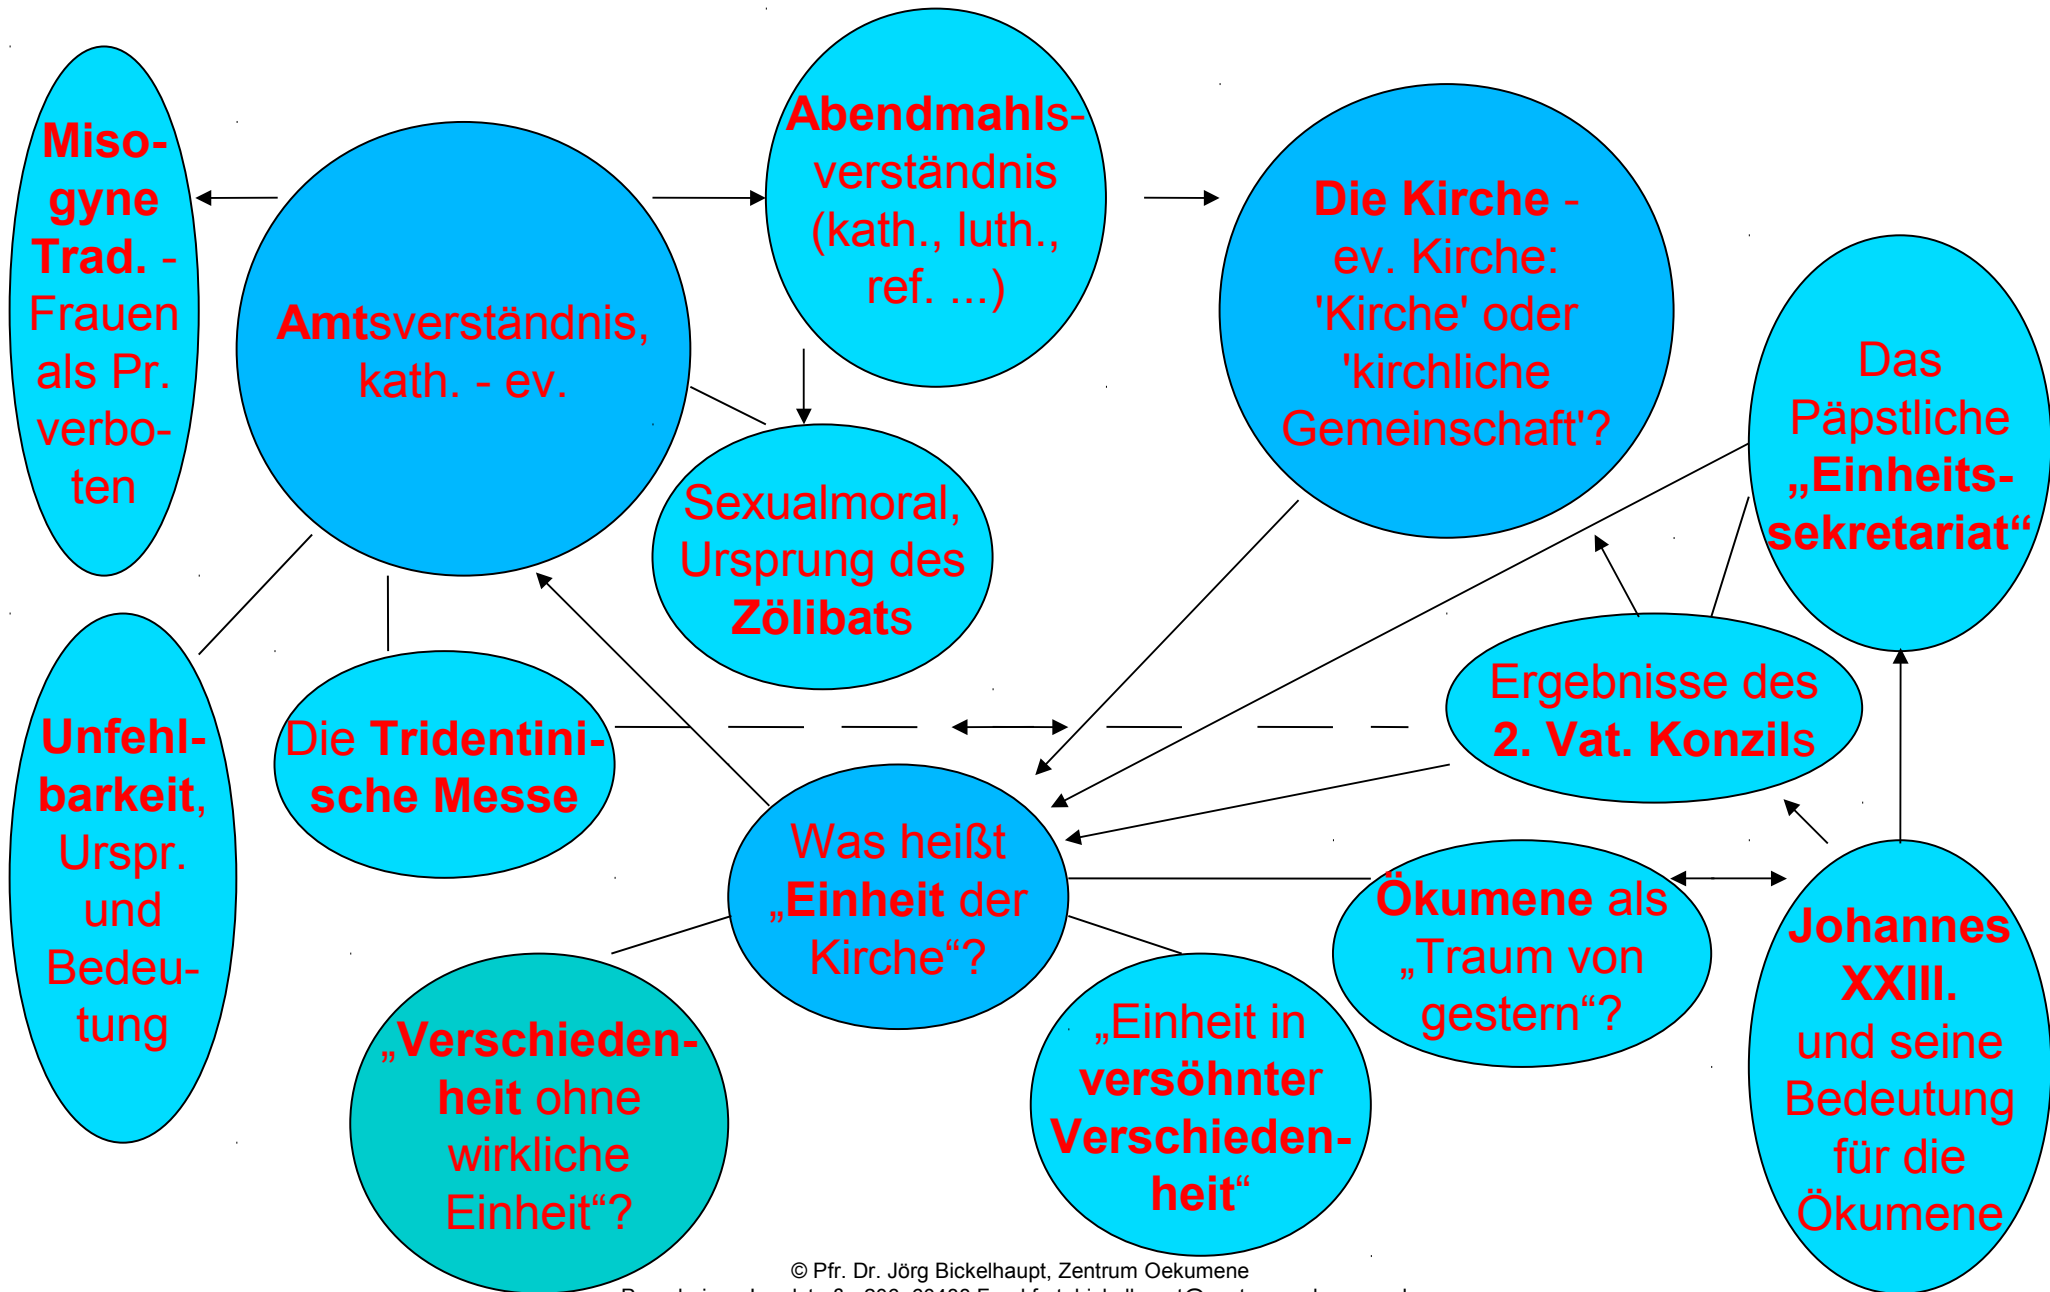 Miso-
gyne
Trad. -
Frauen
als Pr.
verbo-
ten
Amtsverständnis,
kath. - ev.
Abendmahls-
verständnis
(kath., luth.,
ref. ...)
Die Kirche -
ev. Kirche:
'Kirche' oder
'kirchliche
Gemeinschaft'?
Das
Päpstliche
„Einheits-
sekretariat“
Sexualmoral,
Ursprung des
Zölibats
Unfehl-
barkeit,
Urspr.
und
Bedeu-
tung
Die Tridentini-
sche Messe
Ergebnisse des
2. Vat. Konzils
Was heißt
„Einheit der
Kirche“?
Ökumene als
„Traum von
gestern“?
Johannes
XXIII.
und seine
Bedeutung
für die
Ökumene
„Verschieden-
heit ohne
wirkliche
Einheit“?
„Einheit in
versöhnter
Verschieden-
heit“
© Pfr. Dr. Jörg Bickelhaupt, Zentrum Oekumene